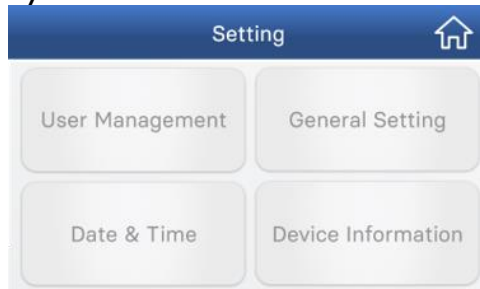 Setting
User Management
General Setting
Date & Time
Device Information